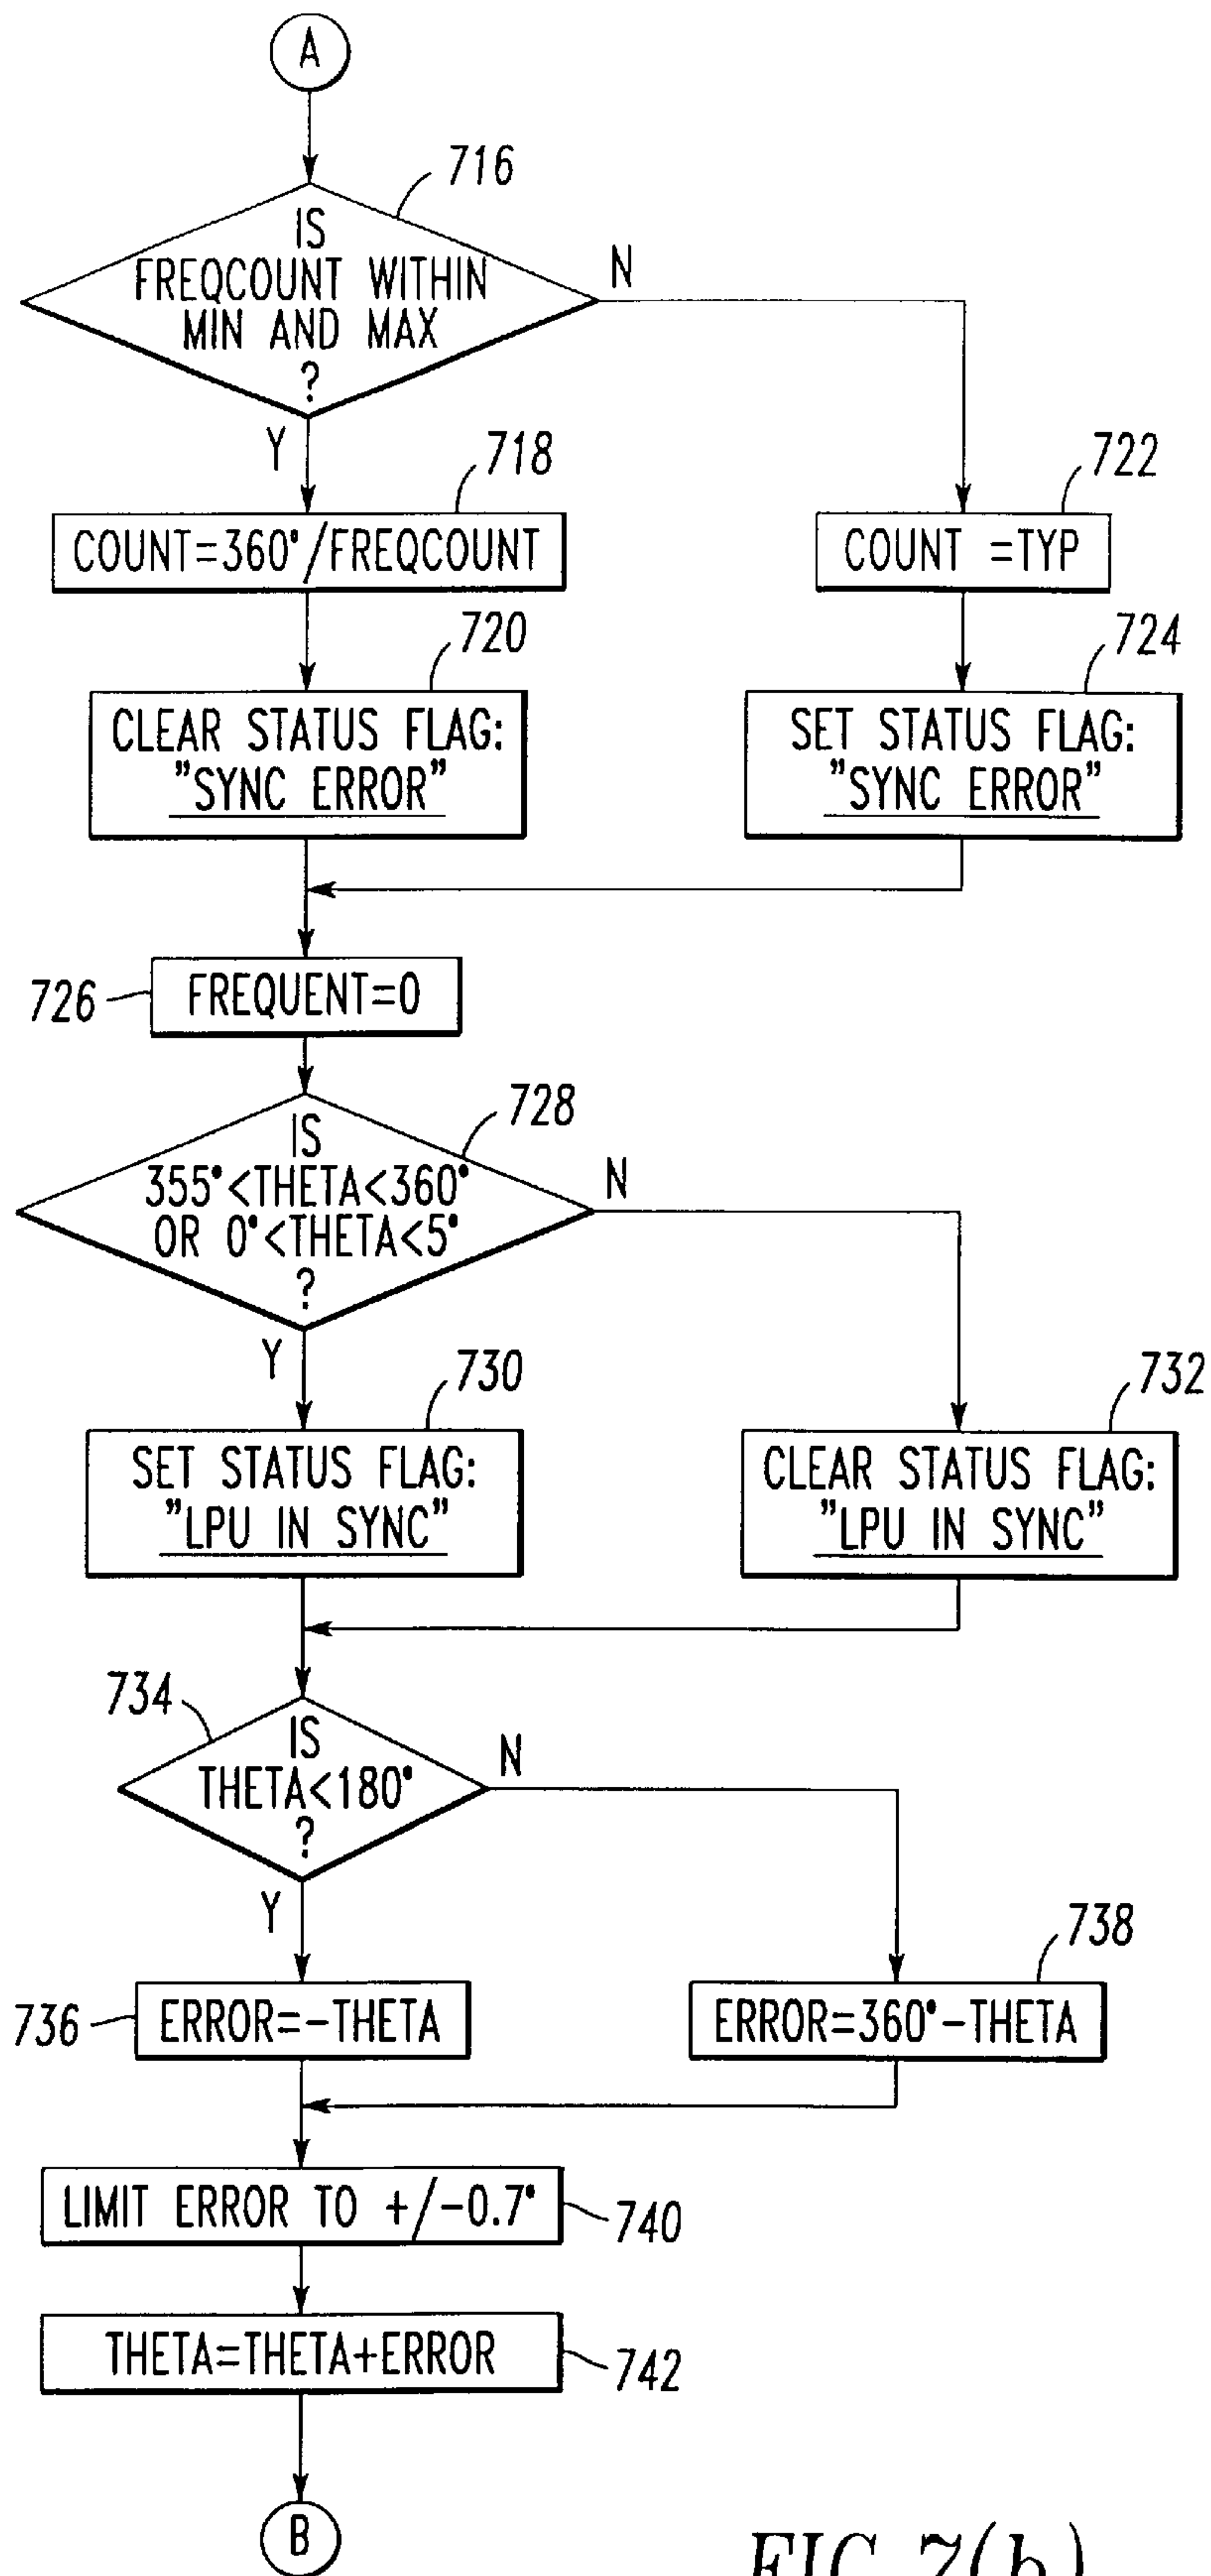 A
716
IS
FREQCOUNT WITHIN
MIN AND MAX
?
N
Y
718
COUNT=360°/FREQCOUNT
722
COUNT =TYP
720
CLEAR STATUS FLAG:
"SYNC ERROR"
724
SET STATUS FLAG:
"SYNC ERROR"
726
FREQUENT=0
728
IS
355°<THETA<360°
OR 0°<THETA<5°
?
N
Y
730
SET STATUS FLAG:
"LPU IN SYNC"
732
CLEAR STATUS FLAG:
"LPU IN SYNC"
734
IS
THETA<180°
?
N
Y
736
ERROR=-THETA
738
ERROR=360°-THETA
LIMIT ERROR TO +/-0.7°
740
THETA=THETA+ERROR
742
B
FIG.7(b)